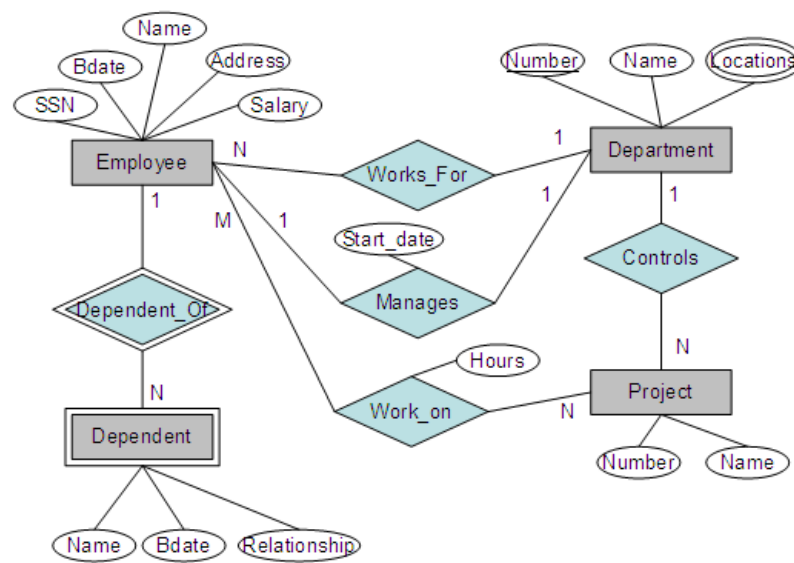 Name
Bdate
Address
SSN
Salary
Number
Name
Locations
Employee
N
Works_For
1
Department
1
M
1
Start_date
1
1
Controls
Manages
Dependent_Of
Hours
N
N
Work_on
N
Project
Dependent
Number
Name
Name
Bdate
Relationship